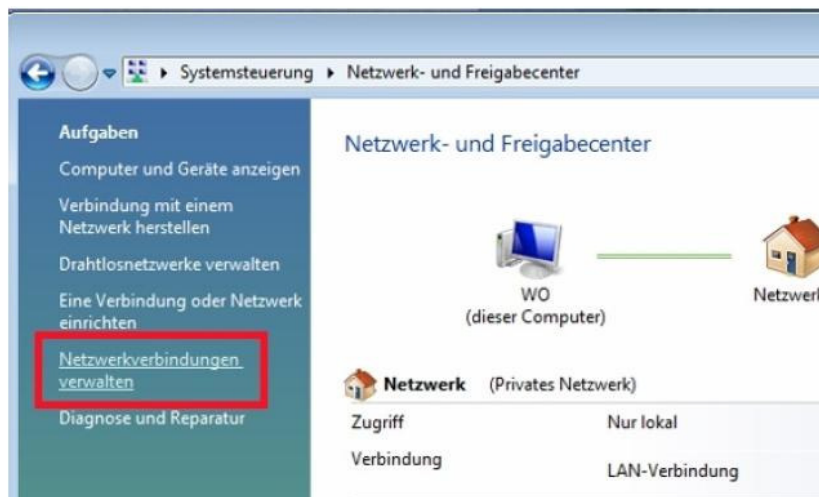 Systemsteuerung
Netzwerk- und Freigabecenter
Aufgaben
Computer und Geräte anzeigen
Verbindung mit einem
Netzwerk herstellen
Drahtlosnetzwerke verwalten
Eine Verbindung oder Netzwerk
einrichten
Netzwerkverbindungen
verwalten
Diagnose und Reparatur
Netzwerk- und Freigabecenter
WO
(dieser Computer)
Netzwerk
Netzwerk (Privates Netzwerk)
Zugriff Nur lokal
Verbindung LAN-Verbindung